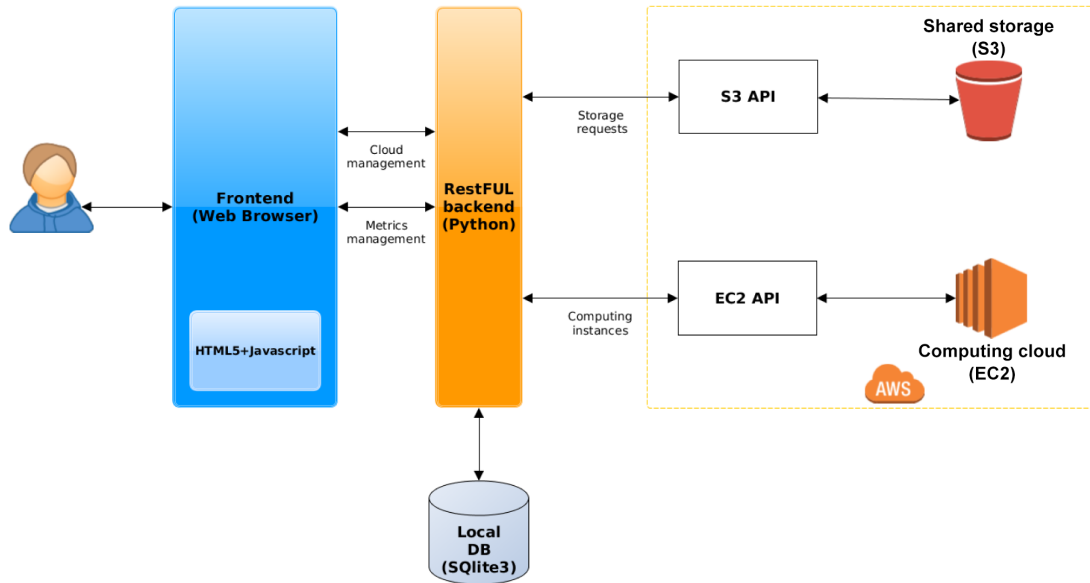 Shared storage
(S3)
S3 API
Storage
requests
Cloud
management
Frontend
(Web Browser)
RestFUL
backend
(Python)
Metrics
management
EC2 API
Computing
instances
HTML5+Javascript
Computing cloud
(EC2)
AWS
Local
DB
(SQlite3)